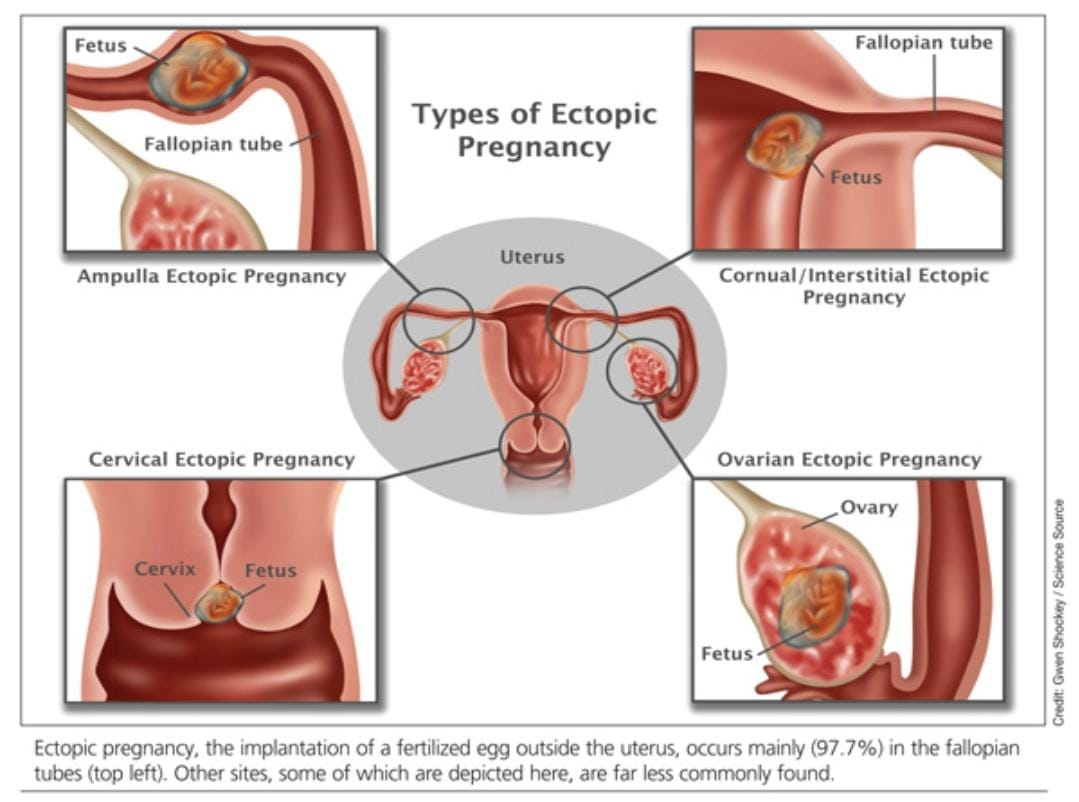 Types of Ectopic
Pregnancy
Fetus
Fallopian tube
Ampulla Ectopic Pregnancy
Fallopian tube
Fetus
Cornual/Interstitial Ectopic
Pregnancy
Uterus
Cervical Ectopic Pregnancy
Cervix
Fetus
Ovarian Ectopic Pregnancy
Ovary
Fetus
Credit: Gwen Shockey / Science Source
Ectopic pregnancy, the implantation of a fertilized egg outside the uterus, occurs mainly (97.7%) in the fallopian
tubes (top left). Other sites, some of which are depicted here, are far less commonly found.